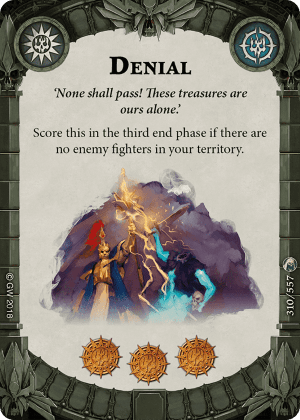 DENIAL
‘None shall pass! These treasures are
ours alone.’
Score this in the third end phase if there are
no enemy fighters in your territory.
© GW 2018
310/557